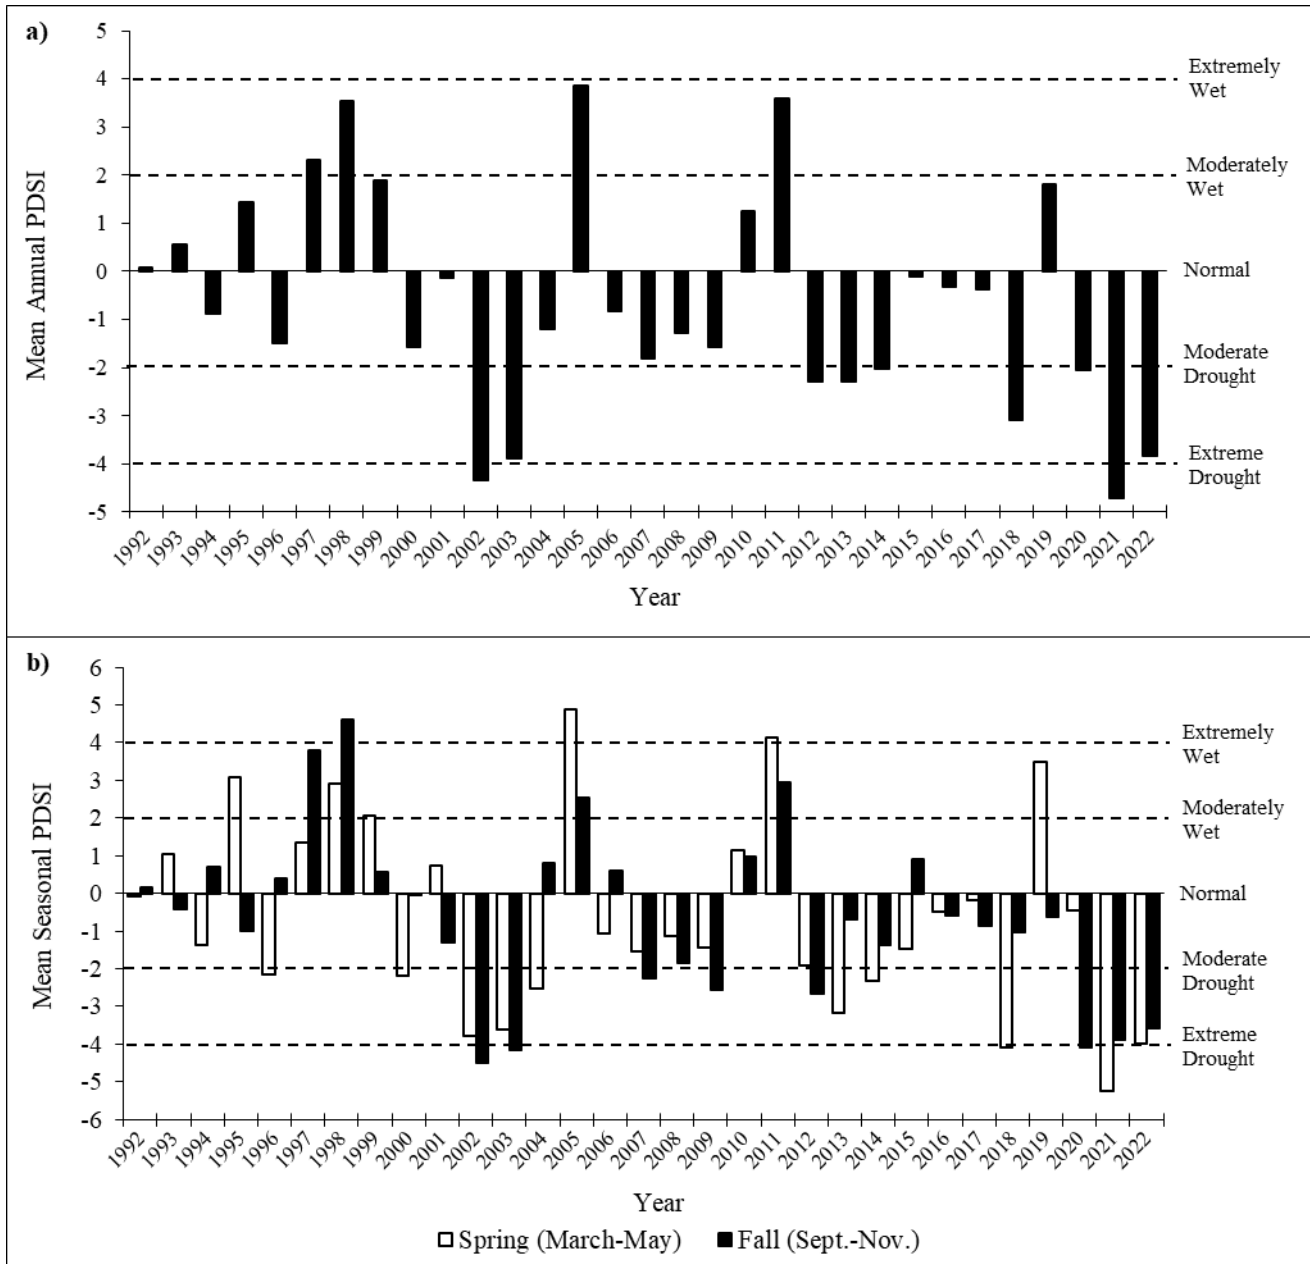 a)
Mean Annual PDSI
5
4
3
2
1
0
-1
-2
-3
-4
-5
Extremely
Wet
Moderately
Wet
Normal
Moderate
Drought
Extreme
Drought
1992 1993 1994 1995 1996 1997 1998 1999 2000 2001 2002 2003 2004 2005 2006 2007 2008 2009 2010 2011 2012 2013 2014 2015 2016 2017 2018 2019 2020 2021 2022
Year
b)
Mean Seasonal PDSI
6
5
4
3
2
1
0
-1
-2
-3
-4
-5
-6
Extremely
Wet
Moderately
Wet
Normal
Moderate
Drought
Extreme
Drought
1992 1993 1994 1995 1996 1997 1998 1999 2000 2001 2002 2003 2004 2005 2006 2007 2008 2009 2010 2011 2012 2013 2014 2015 2016 2017 2018 2019 2020 2021 2022
Year
Spring (March-May) Fall (Sept.-Nov.)